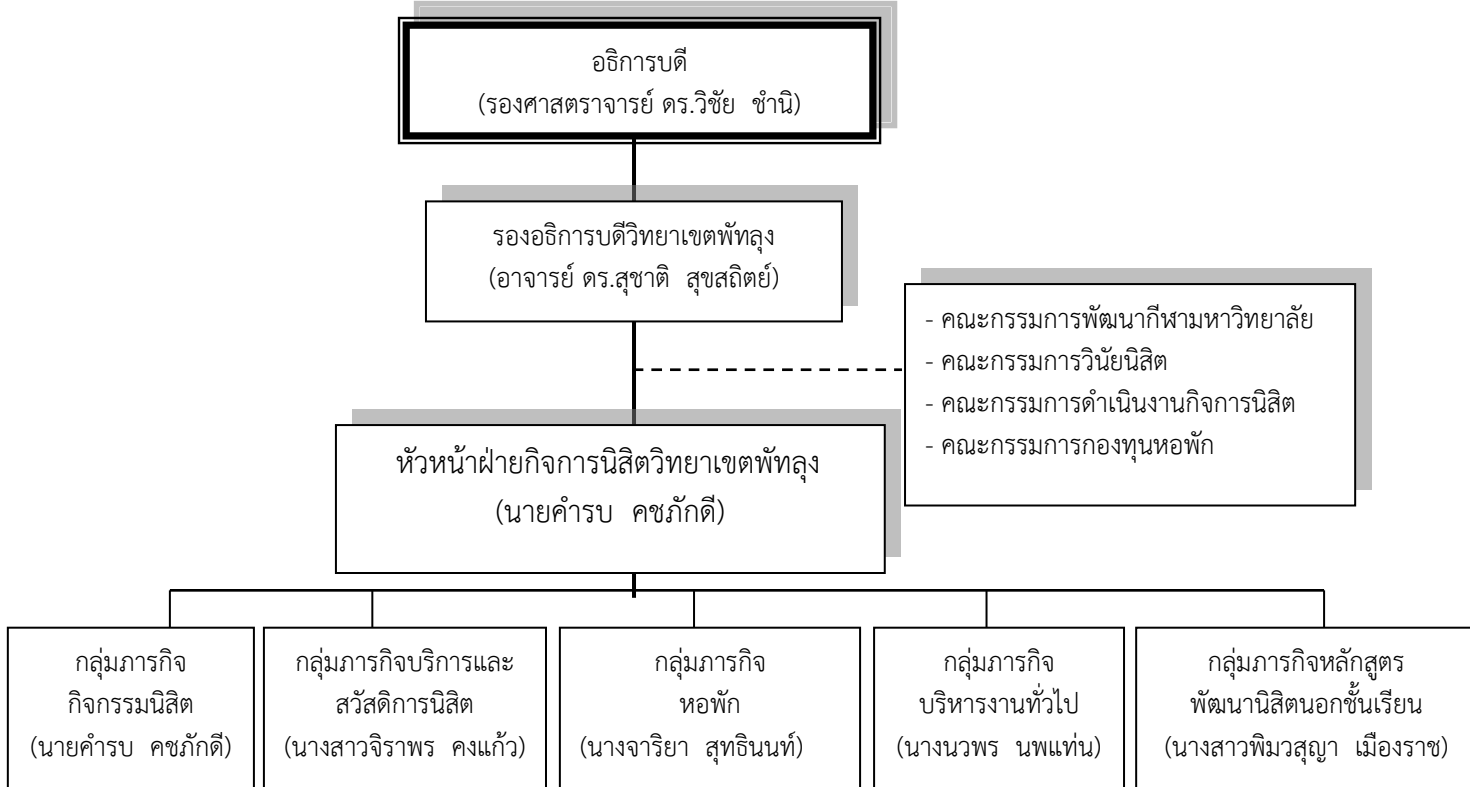 อธิการบดี
(รองศาสตราจารย์ ดร.วิชัย ชำนิ)
รองอธิการบดีวิทยาเขตพัทลุง
(อาจารย์ ดร.สุชาติ สุขสถิตย์)
- คณะกรรมการพัฒนากีฬามหาวิทยาลัย
- คณะกรรมการวินัยนิสิต
- คณะกรรมการดำเนินงานกิจการนิสิต
- คณะกรรมการกองทุนหอพัก
หัวหน้าฝ่ายกิจการนิสิตวิทยาเขตพัทลุง
(นายคำรบ คชภักดี)
กลุ่มภารกิจ
กิจกรรมนิสิต
(นายคำรบ คชภักดี)
กลุ่มภารกิจบริการและ
สวัสดิการนิสิต
(นางสาวจิราพร คงแก้ว)
กลุ่มภารกิจ
หอพัก
(นางจาริยา สุทธินนท์)
กลุ่มภารกิจ
บริหารงานทั่วไป
(นางนวพร นพแท่น)
กลุ่มภารกิจหลักสูตร
พัฒนานิสิตนอกชั้นเรียน
(นางสาวพิมวสุญา เมืองราช)